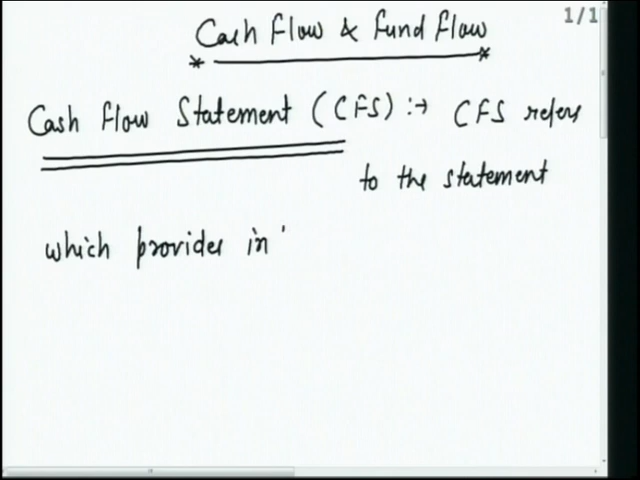 1/1
Cash Flow & Fund Flow
Cash Flow Statement (CFS) :→ CFS refers
to the statement
which provides in